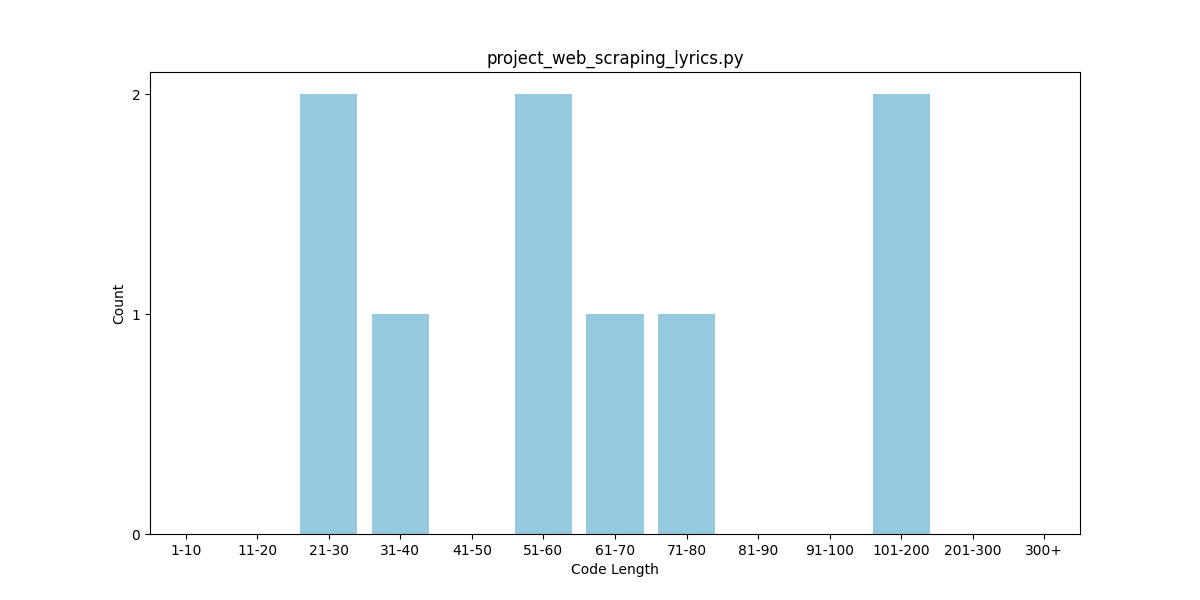 project_web_scraping_lyrics.py
2
1
0
Count
1-10 11-20 21-30 31-40 41-50 51-60 61-70 71-80 81-90 91-100 101-200 201-300 300+
Code Length